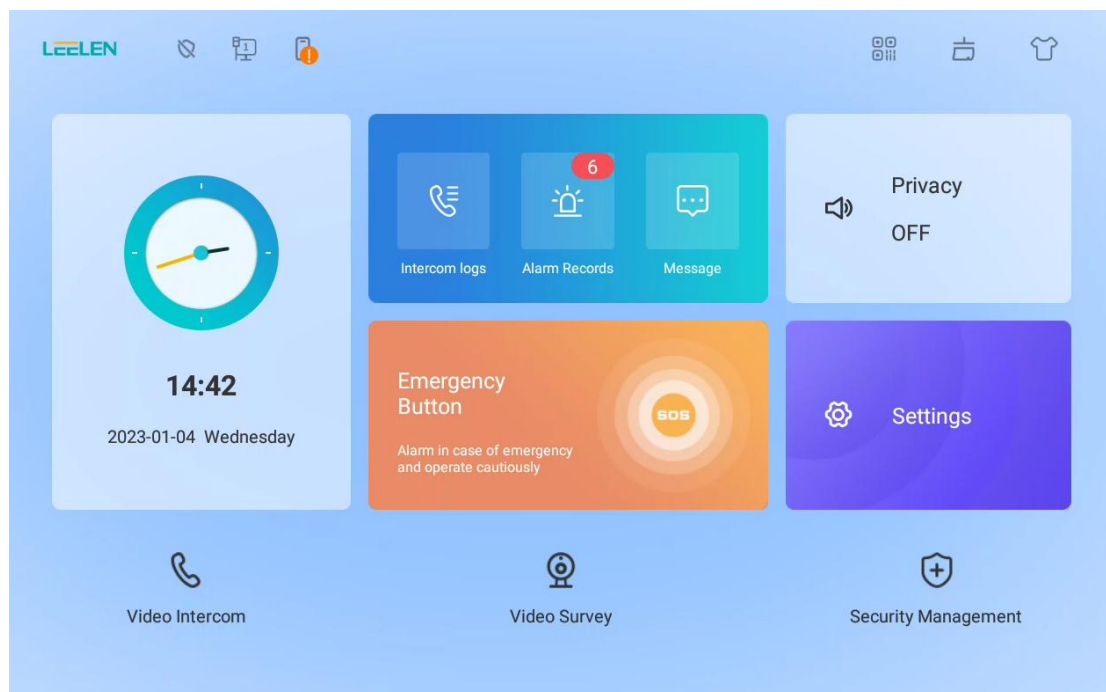 LEELEN
1
!
6
Intercom logs
Alarm Records
Message
Privacy
OFF
14:42
2023-01-04 Wednesday
Emergency
Button
Alarm in case of emergency
and operate cautiously
SOS
Settings
Video Intercom
Video Survey
Security Management